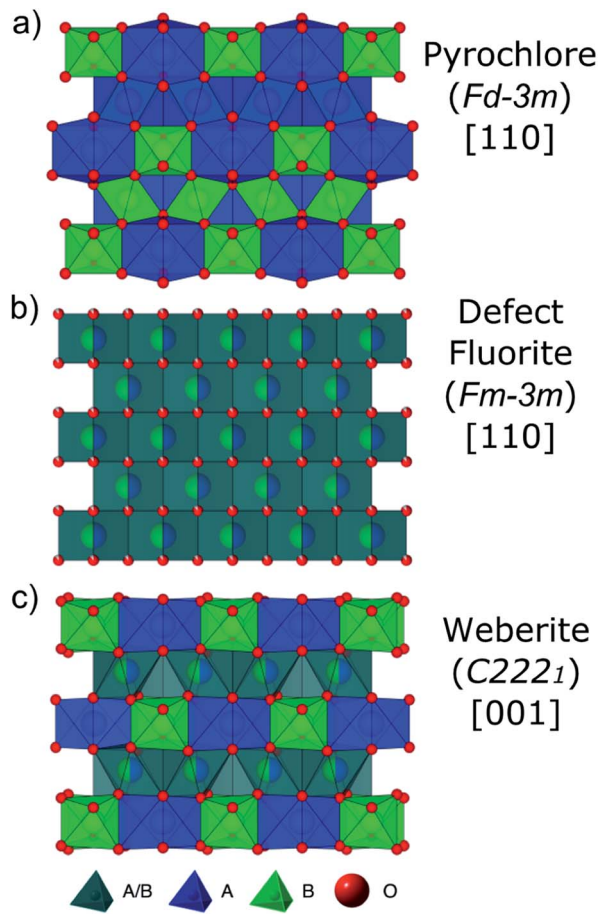 a)
Pyrochlore
(Fd-3m)
[110]
b)
Defect
Fluorite
(Fm-3m)
[110]
c)
Weberite
(C222₁)
[001]
A/B
A
B
O